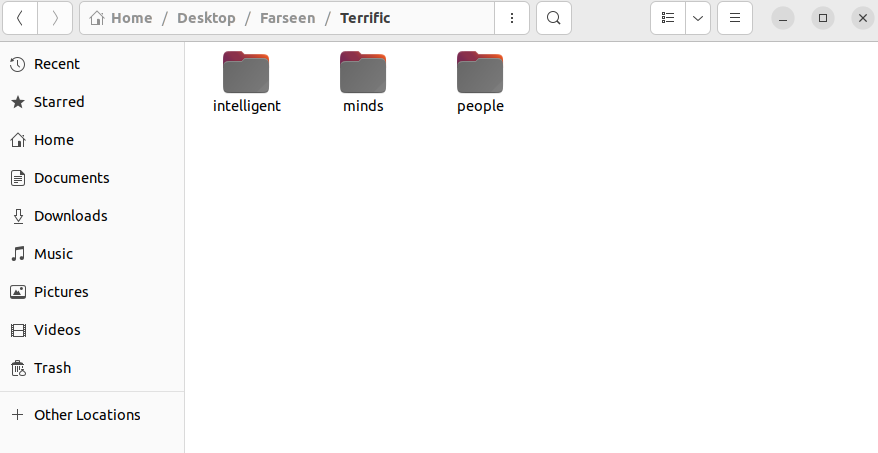 Home / Desktop / Farseen / Terrific
Recent
Starred
Home
Documents
Downloads
Music
Pictures
Videos
Trash
Other Locations
intelligent minds people